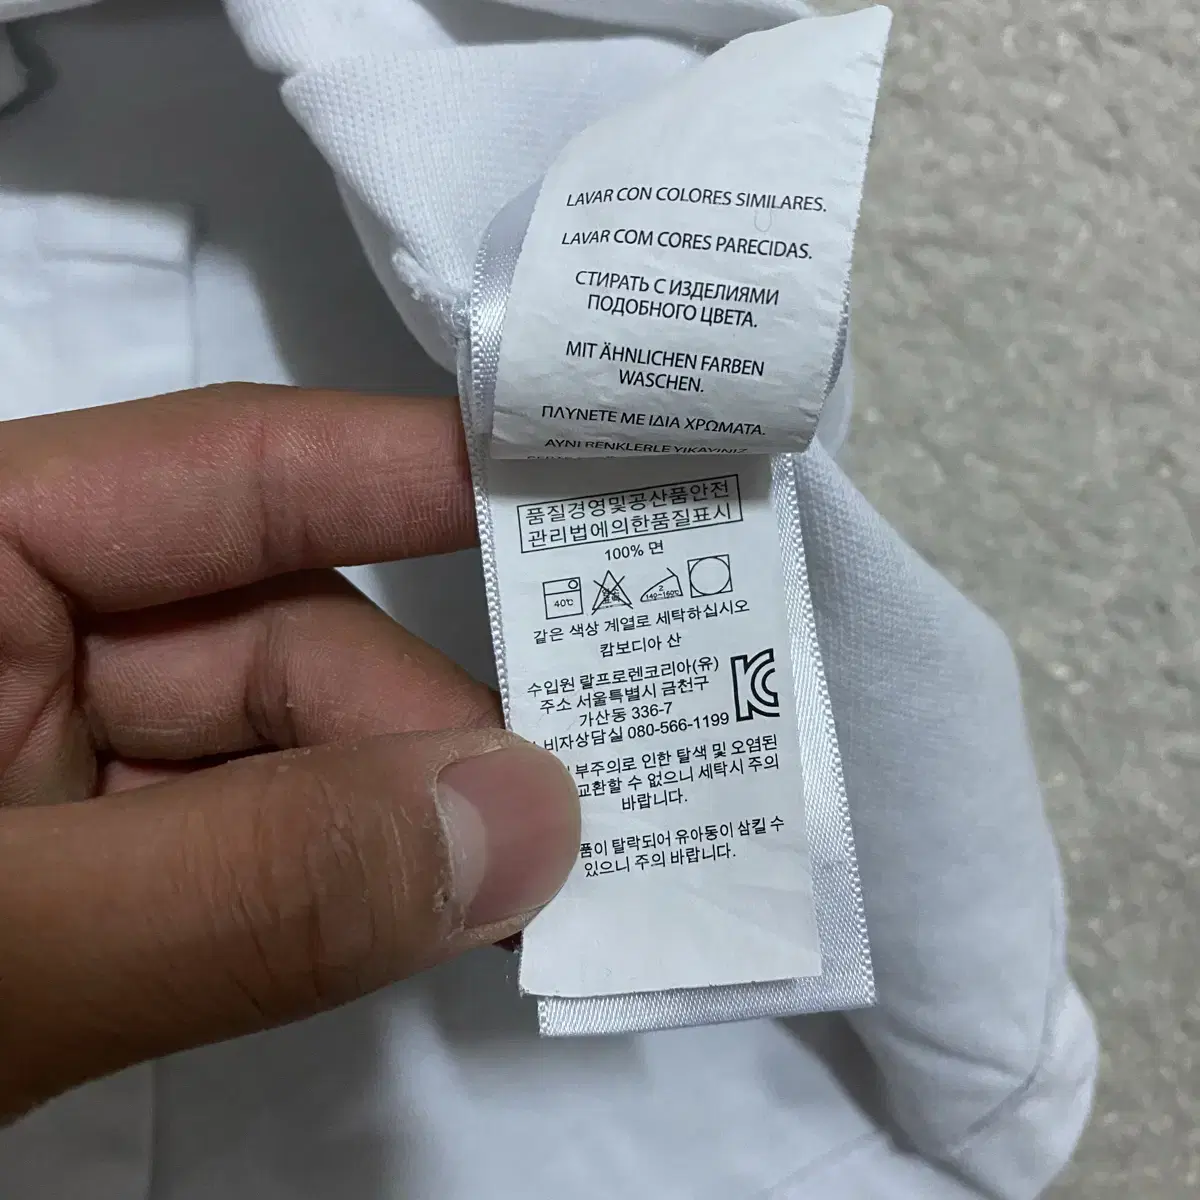 LAVAR CON COLORES SIMILARES.
LAVAR COM CORES PARECIDAS.
СТИРАТЬ С ИЗДЕЛИЯМИ
ПОДОБНОГО ЦВЕТА.
MIT ÄHNLICHEN FARBEN
WASCHEN.
ΠΛΥΝΕΤΕ ΜΕ ΙΔΙΑ ΧΡΩΜΑΤΑ.
AYNI RENKLERLE YIKAYINIZ
품질경영및공산품안전
관리법에의한품질표시
100% 면
40℃
2
140~160℃
같은 색상 계열로 세탁하십시오
캄보디아 산
수입원 랄프로렌코리아(유)
주소 서울특별시 금천구
가산동 336-7
비자상담실 080-566-1199
부주의로 인한 탈색 및 오염된
교환할 수 없으니 세탁시 주의
바랍니다.
품이 탈락되어 유아동이 삼킬 수
있으니 주의 바랍니다.